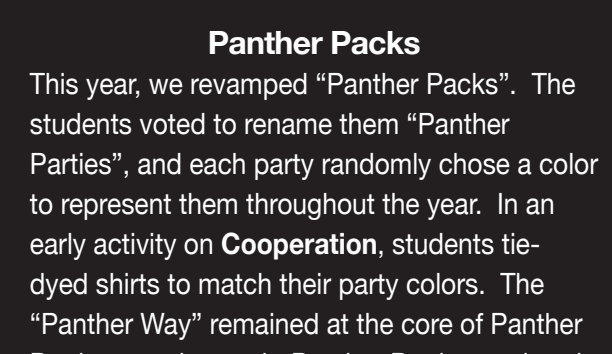 Panther Packs
This year, we revamped “Panther Packs”.  The
students voted to rename them “Panther
Parties”, and each party randomly chose a color
to represent them throughout the year.  In an
early activity on Cooperation, students tie-
dyed shirts to match their party colors.  The
“Panther Way” remained at the core of Panther